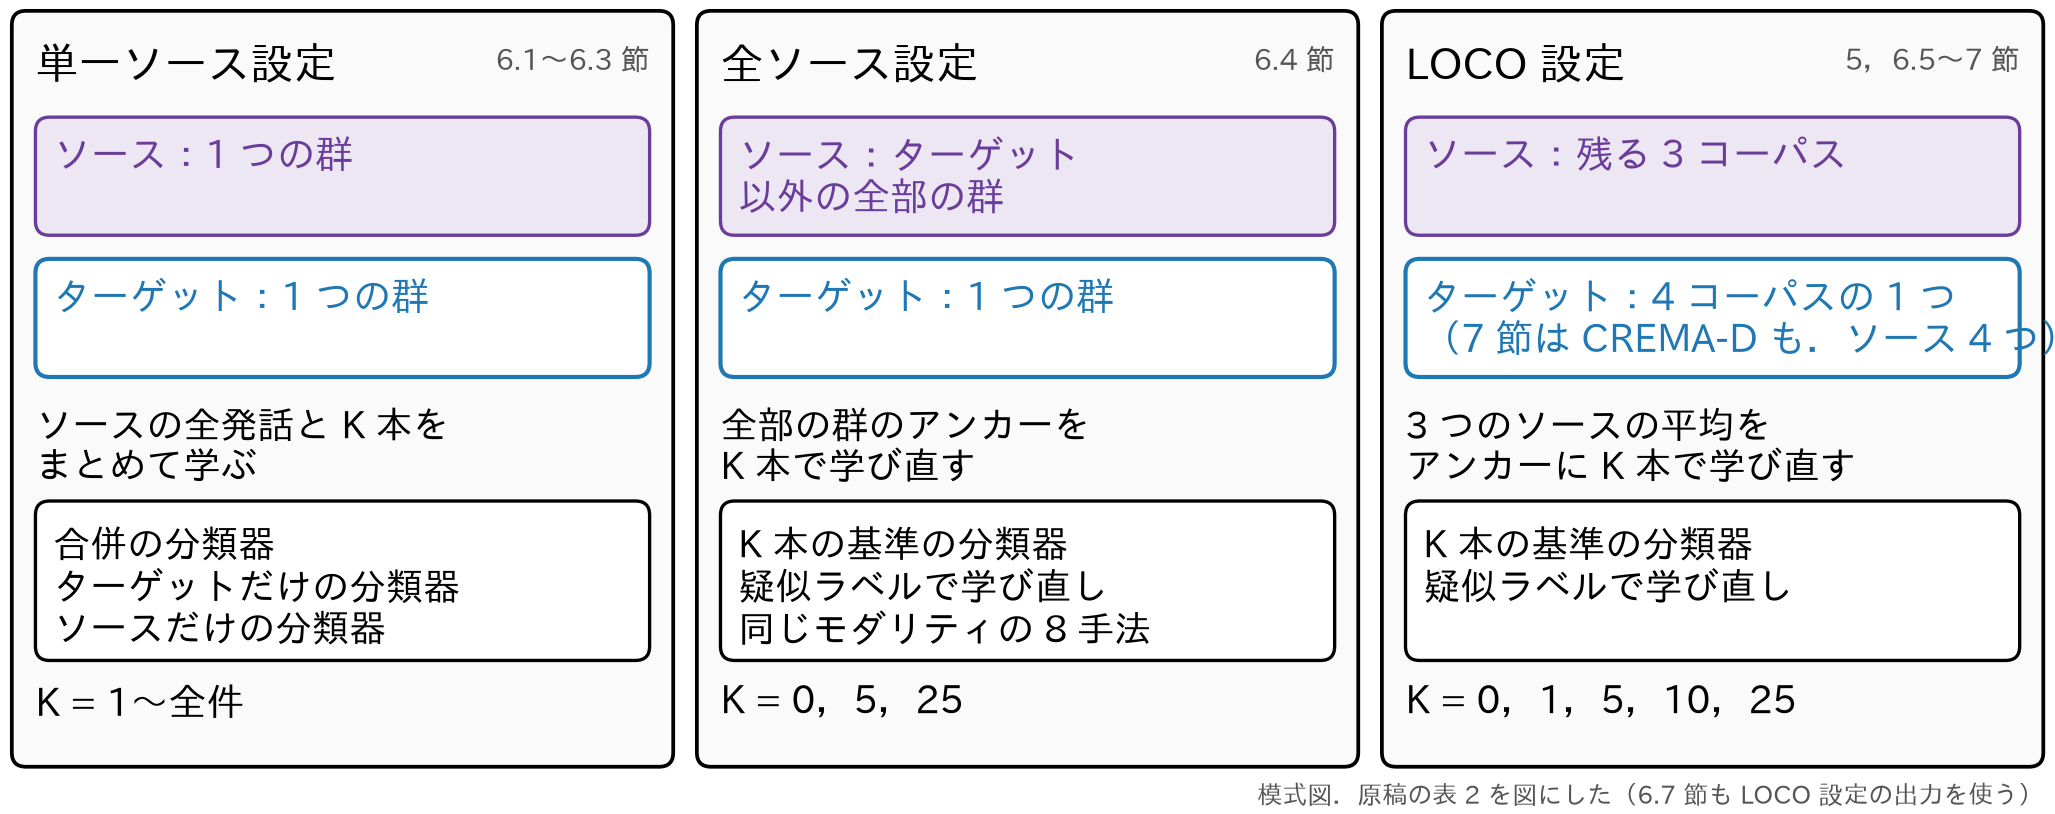 単一ソース設定
6.1〜6.3 節
ソース：1 つの群
ターゲット：1 つの群
ソースの全発話と K 本を
まとめて学ぶ
合併の分類器
ターゲットだけの分類器
ソースだけの分類器
K = 1〜全件
全ソース設定
6.4 節
ソース：ターゲット
以外の全部の群
ターゲット：1 つの群
全部の群のアンカーを
K 本で学び直す
K 本の基準の分類器
疑似ラベルで学び直し
同じモダリティの 8 手法
K = 0，5，25
LOCO 設定
5，6.5〜7 節
ソース：残る 3 コーパス
ターゲット：4 コーパスの 1 つ
（7 節は CREMA-D も．ソース 4 つ）
3 つのソースの平均を
アンカーに K 本で学び直す
K 本の基準の分類器
疑似ラベルで学び直し
K = 0，1，5，10，25
模式図．原稿の表 2 を図にした（6.7 節も LOCO 設定の出力を使う）